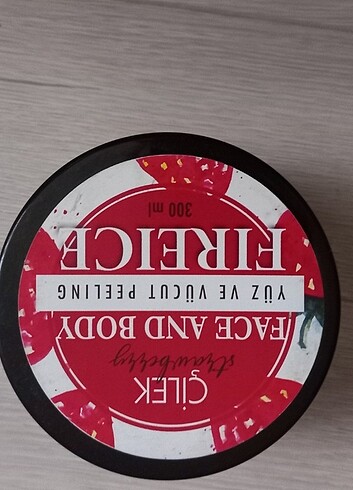 ÇİLEK
strawberry
FACE AND BODY
YÜZ VE VÜCUT PEELING
FIREICE
300 ml